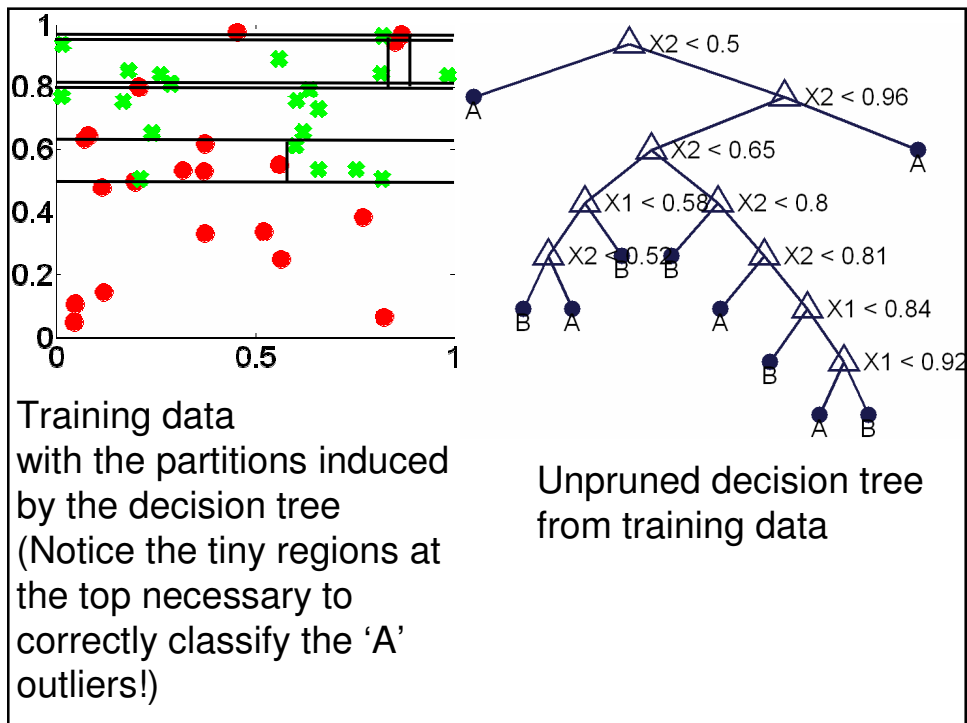 1
0.8
0.6
0.4
0.2
0
0
0.5
1
X2 < 0.5
A
X2 < 0.96
X2 < 0.65
A
X1 < 0.58
X2 < 0.8
X2 < 0.52
B
B
X2 < 0.81
B
A
A
X1 < 0.84
B
X1 < 0.92
A
B
Training data
with the partitions induced
by the decision tree
(Notice the tiny regions at
the top necessary to
correctly classify the ‘A’
outliers!)
Unpruned decision tree
from training data